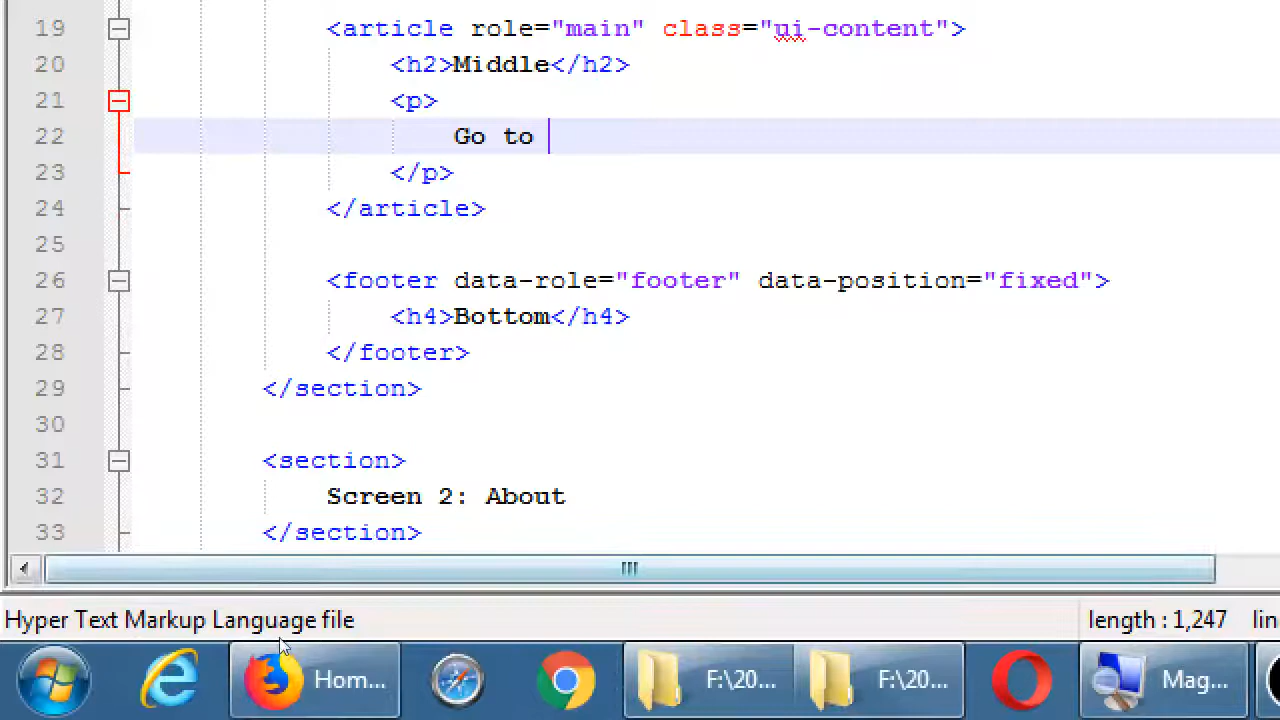 19 <article role="main" class="ui-content">
20 <h2>Middle</h2>
21 <p>
22 Go to
23 </p>
24 </article>
25
26 <footer data-role="footer" data-position="fixed">
27 <h4>Bottom</h4>
28 </footer>
29 </section>
30
31 <section>
32 Screen 2: About
33 </section>
Hyper Text Markup Language file length : 1,247 lin
Hom... F:\20... F:\20... Mag...